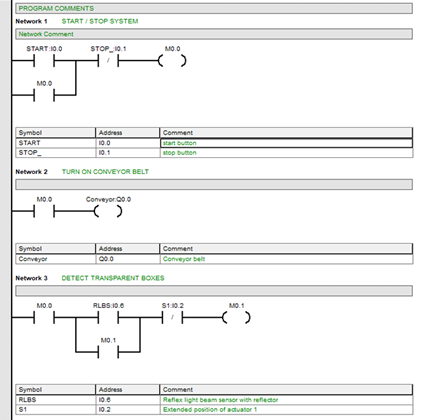 PROGRAM COMMENTS
Network 1 START / STOP SYSTEM
Network Comment
START:I0.0 STOP_:I0.1 M0.0
/
M0.0
Symbol Address Comment
START I0.0 start button
STOP_ I0.1 stop button
Network 2 TURN ON CONVEYOR BELT
M0.0 Conveyor:Q0.0
Symbol Address Comment
Conveyor Q0.0 Conveyor belt
Network 3 DETECT TRANSPARENT BOXES
M0.0 RLBS:I0.6 S1:I0.2 M0.1
/
M0.1
Symbol Address Comment
RLBS I0.6 Reflex light beam sensor with reflector
S1 I0.2 Extended position of actuator 1